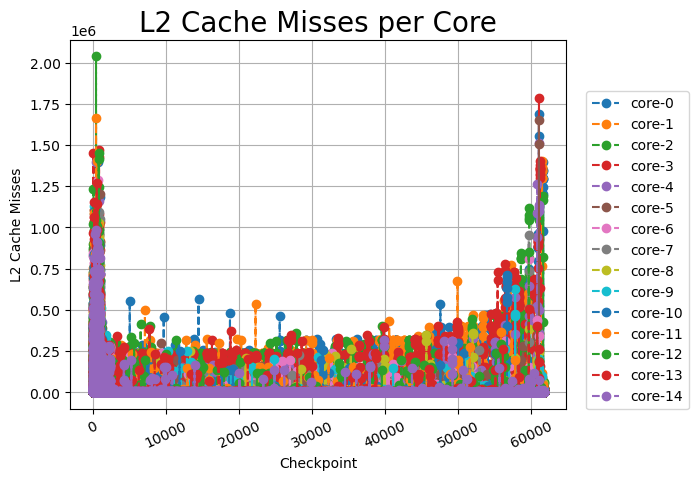 L2 Cache Misses per Core
1e6
2.00
1.75
1.50
1.25
1.00
0.75
0.50
0.25
0.00
L2 Cache Misses
0
10000
20000
30000
40000
50000
60000
Checkpoint
core-0
core-1
core-2
core-3
core-4
core-5
core-6
core-7
core-8
core-9
core-10
core-11
core-12
core-13
core-14